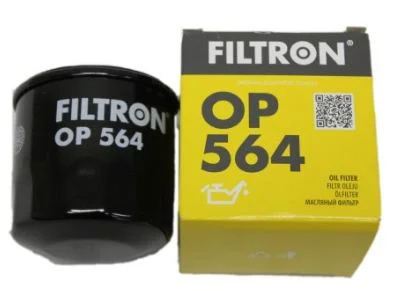 FILTRON®
OP 564
FILTRON®
OP
564
OIL FILTER
FILTR OLEJU
ÖLFILTER
МАСЛЯНЫЙ ФИЛЬТР